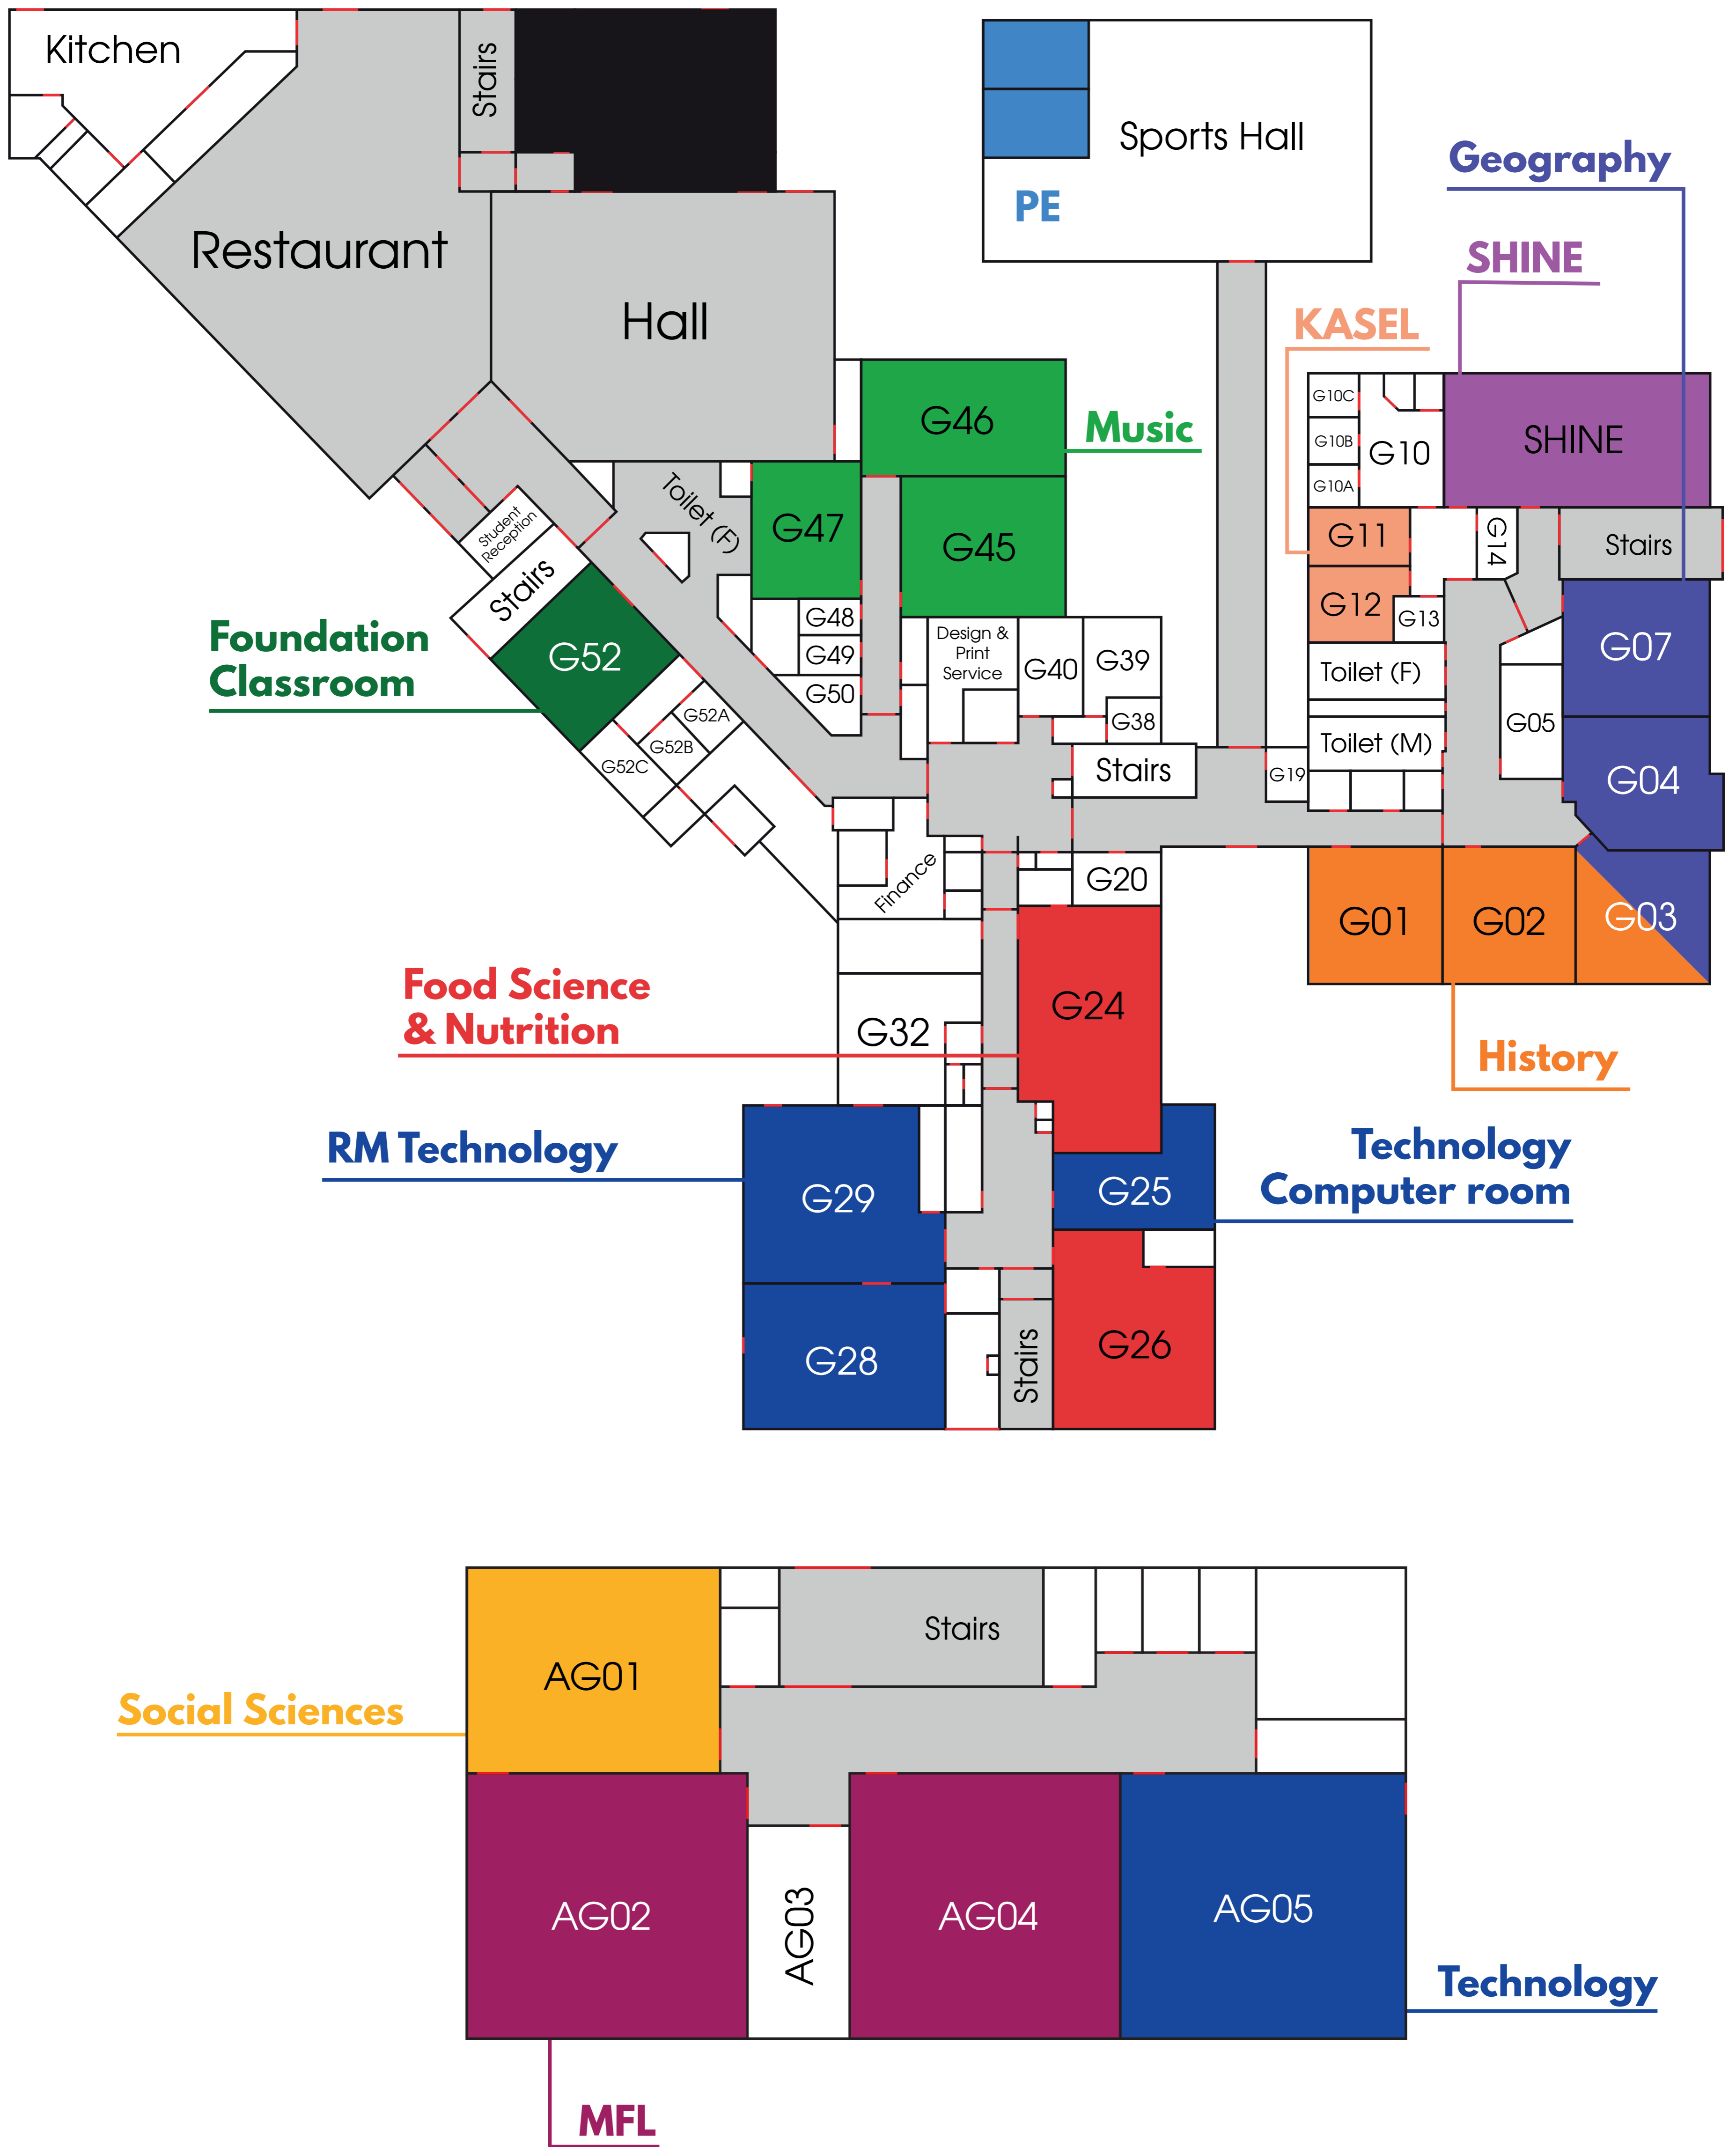 Kitchen
Stairs
Restaurant
Hall
Sports Hall
PE
Geography
SHINE
KASEL
G46
Music
G47
G45
Toilet (F)
Student
Reception
Stairs
G52
Foundation
Classroom
G48
G49
G50
G52A
G52B
G52C
Design &
Print
Service
G40
G39
G38
Stairs
G10C
G10B
G10A
G10
SHINE
G11
G12
G13
G14
Stairs
Toilet (F)
Toilet (M)
G19
G05
G07
G04
G01
G02
G03
History
Finance
G20
G24
Food Science
& Nutrition
G32
RM Technology
G29
G28
Technology
Computer room
G25
G26
Stairs
AG01
Stairs
Social Sciences
AG02
AG03
AG04
AG05
Technology
MFL